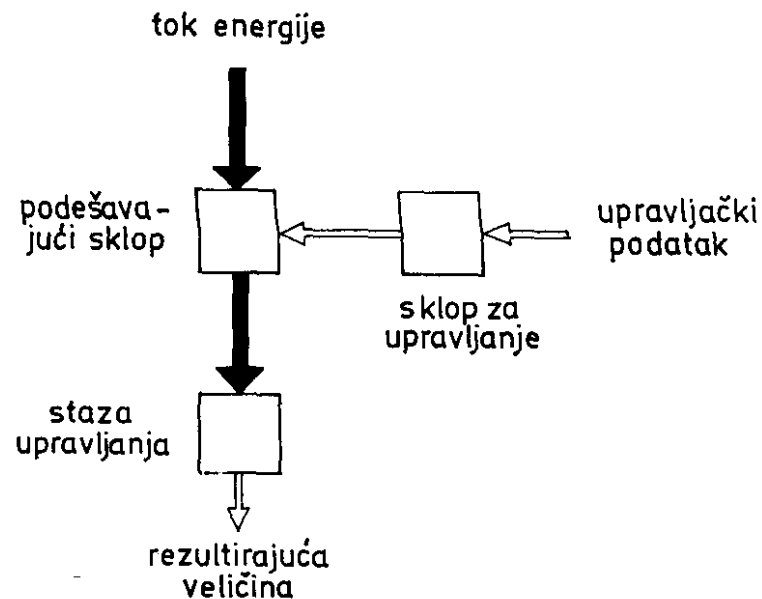 tok energije
podešava-
jući sklop
upravljački
podatak
sklop za
upravljanje
staza
upravljanja
rezultirajuća
veličina